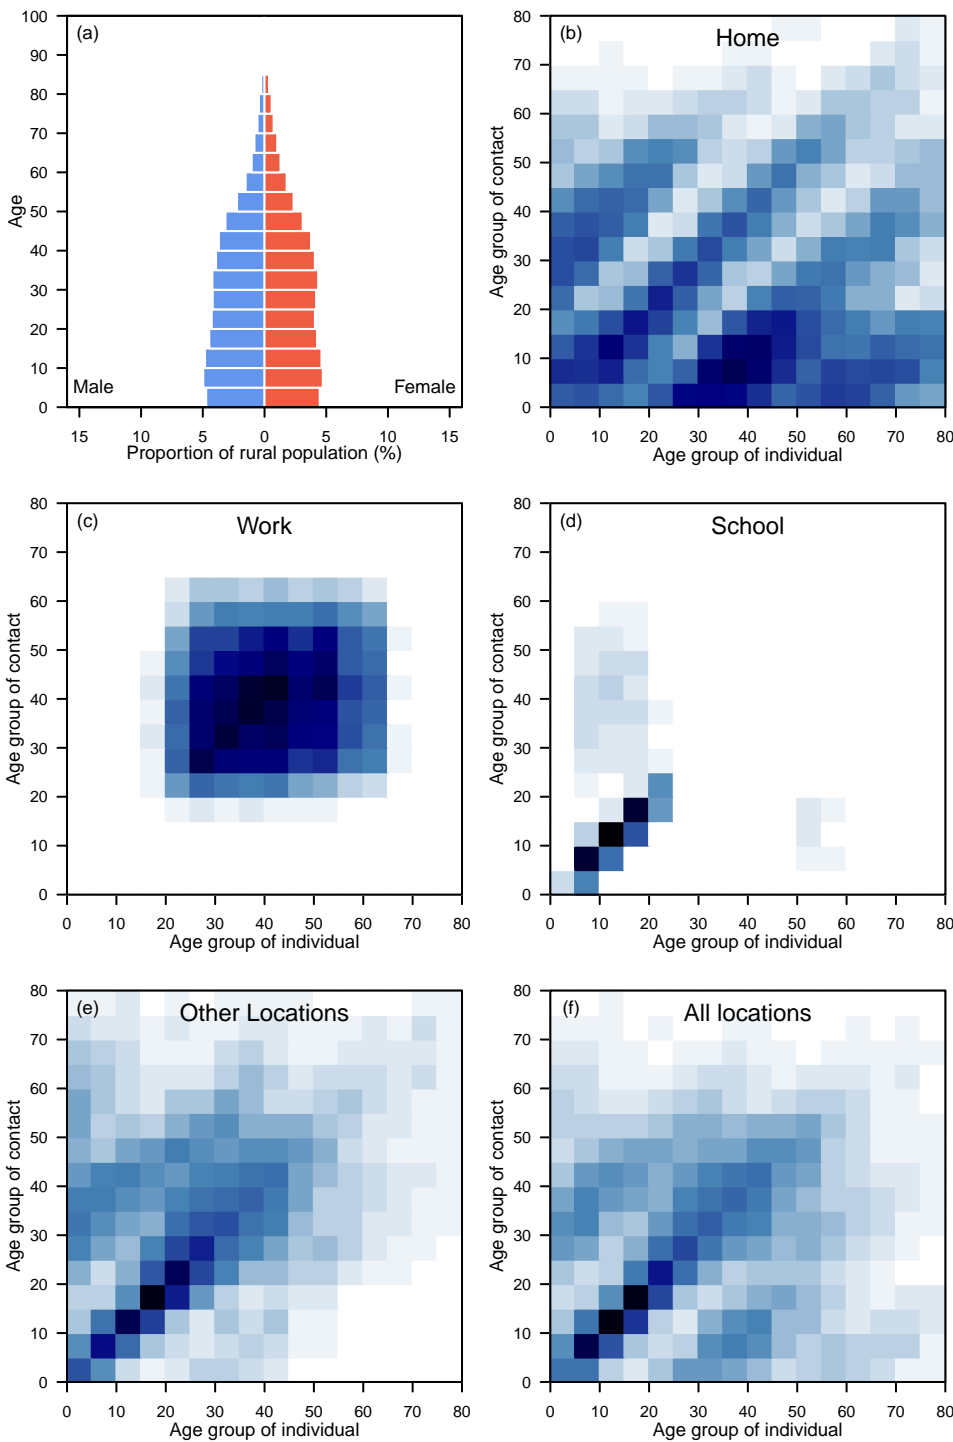 (a)
100
90
80
70
60
50
40
30
20
10
0
Age
Male
Female
15 10 5 0 5 10 15
Proportion of rural population (%)
(b)
Home
80
70
60
50
40
30
20
10
0
Age group of contact
0 10 20 30 40 50 60 70 80
Age group of individual
(c)
Work
80
70
60
50
40
30
20
10
0
Age group of contact
0 10 20 30 40 50 60 70 80
Age group of individual
(d)
School
80
70
60
50
40
30
20
10
0
Age group of contact
0 10 20 30 40 50 60 70 80
Age group of individual
(e)
Other Locations
80
70
60
50
40
30
20
10
0
Age group of contact
0 10 20 30 40 50 60 70 80
Age group of individual
(f)
All locations
80
70
60
50
40
30
20
10
0
Age group of contact
0 10 20 30 40 50 60 70 80
Age group of individual